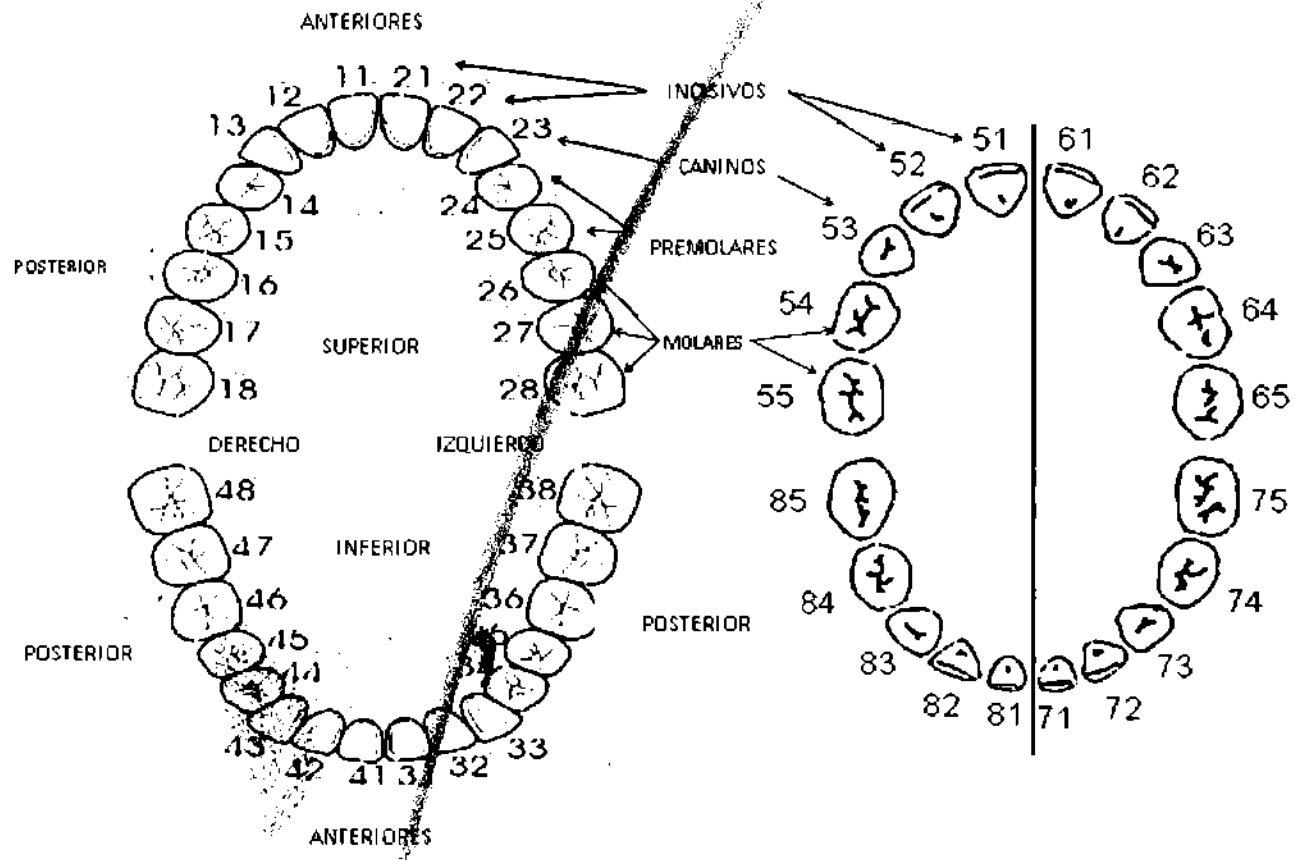 ANTERIORES
11 21
12 22
13 23
14 24
15 25
16 26
17 27
18 28
POSTERIOR
SUPERIOR
DERECHO IZQUIERDO
48 38
47 37
INFERIOR
46 36
45
44
43 33
42 41 31 32
POSTERIOR
POSTERIOR
ANTERIORES
INCISIVOS
CANINOS
PREMOLARES
MOLARES
51 61
52 62
53 63
54 64
55 65
85 75
84 74
83 73
82 81 71 72